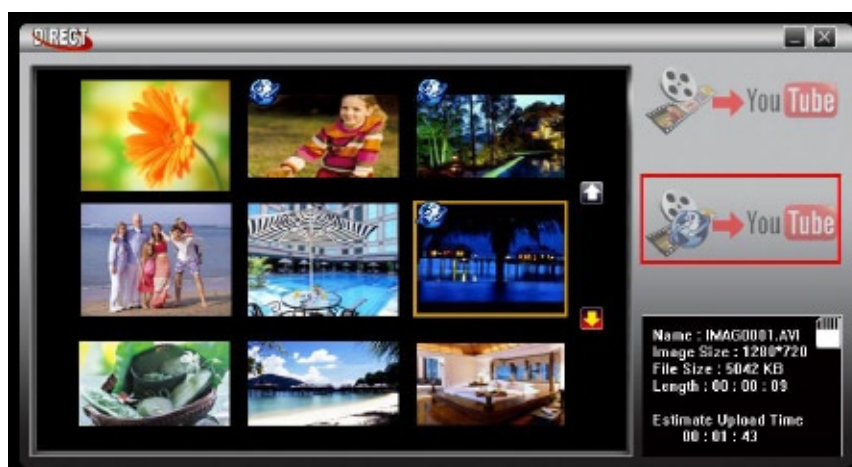 DIRECT
You Tube
You Tube
Name : IMAG0001.AVI
Image Size : 1280*720
File Size : 5042 KB
Length : 00 : 00 : 09
Estimate Upload Time
00 : 01 : 43